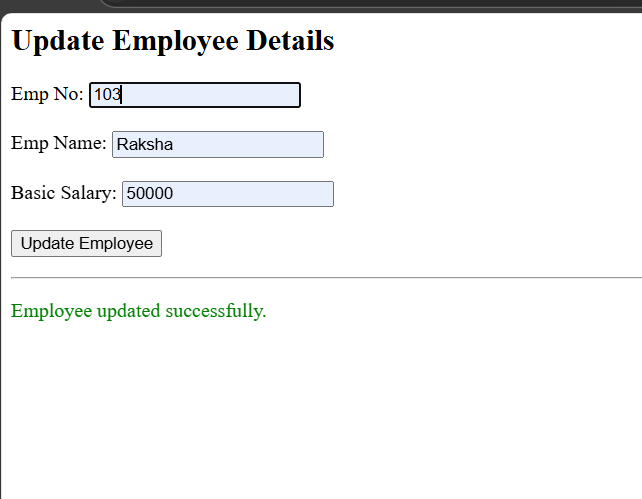 Update Employee Details
Emp No: 103
Emp Name: Raksha
Basic Salary: 50000
Update Employee
Employee updated successfully.